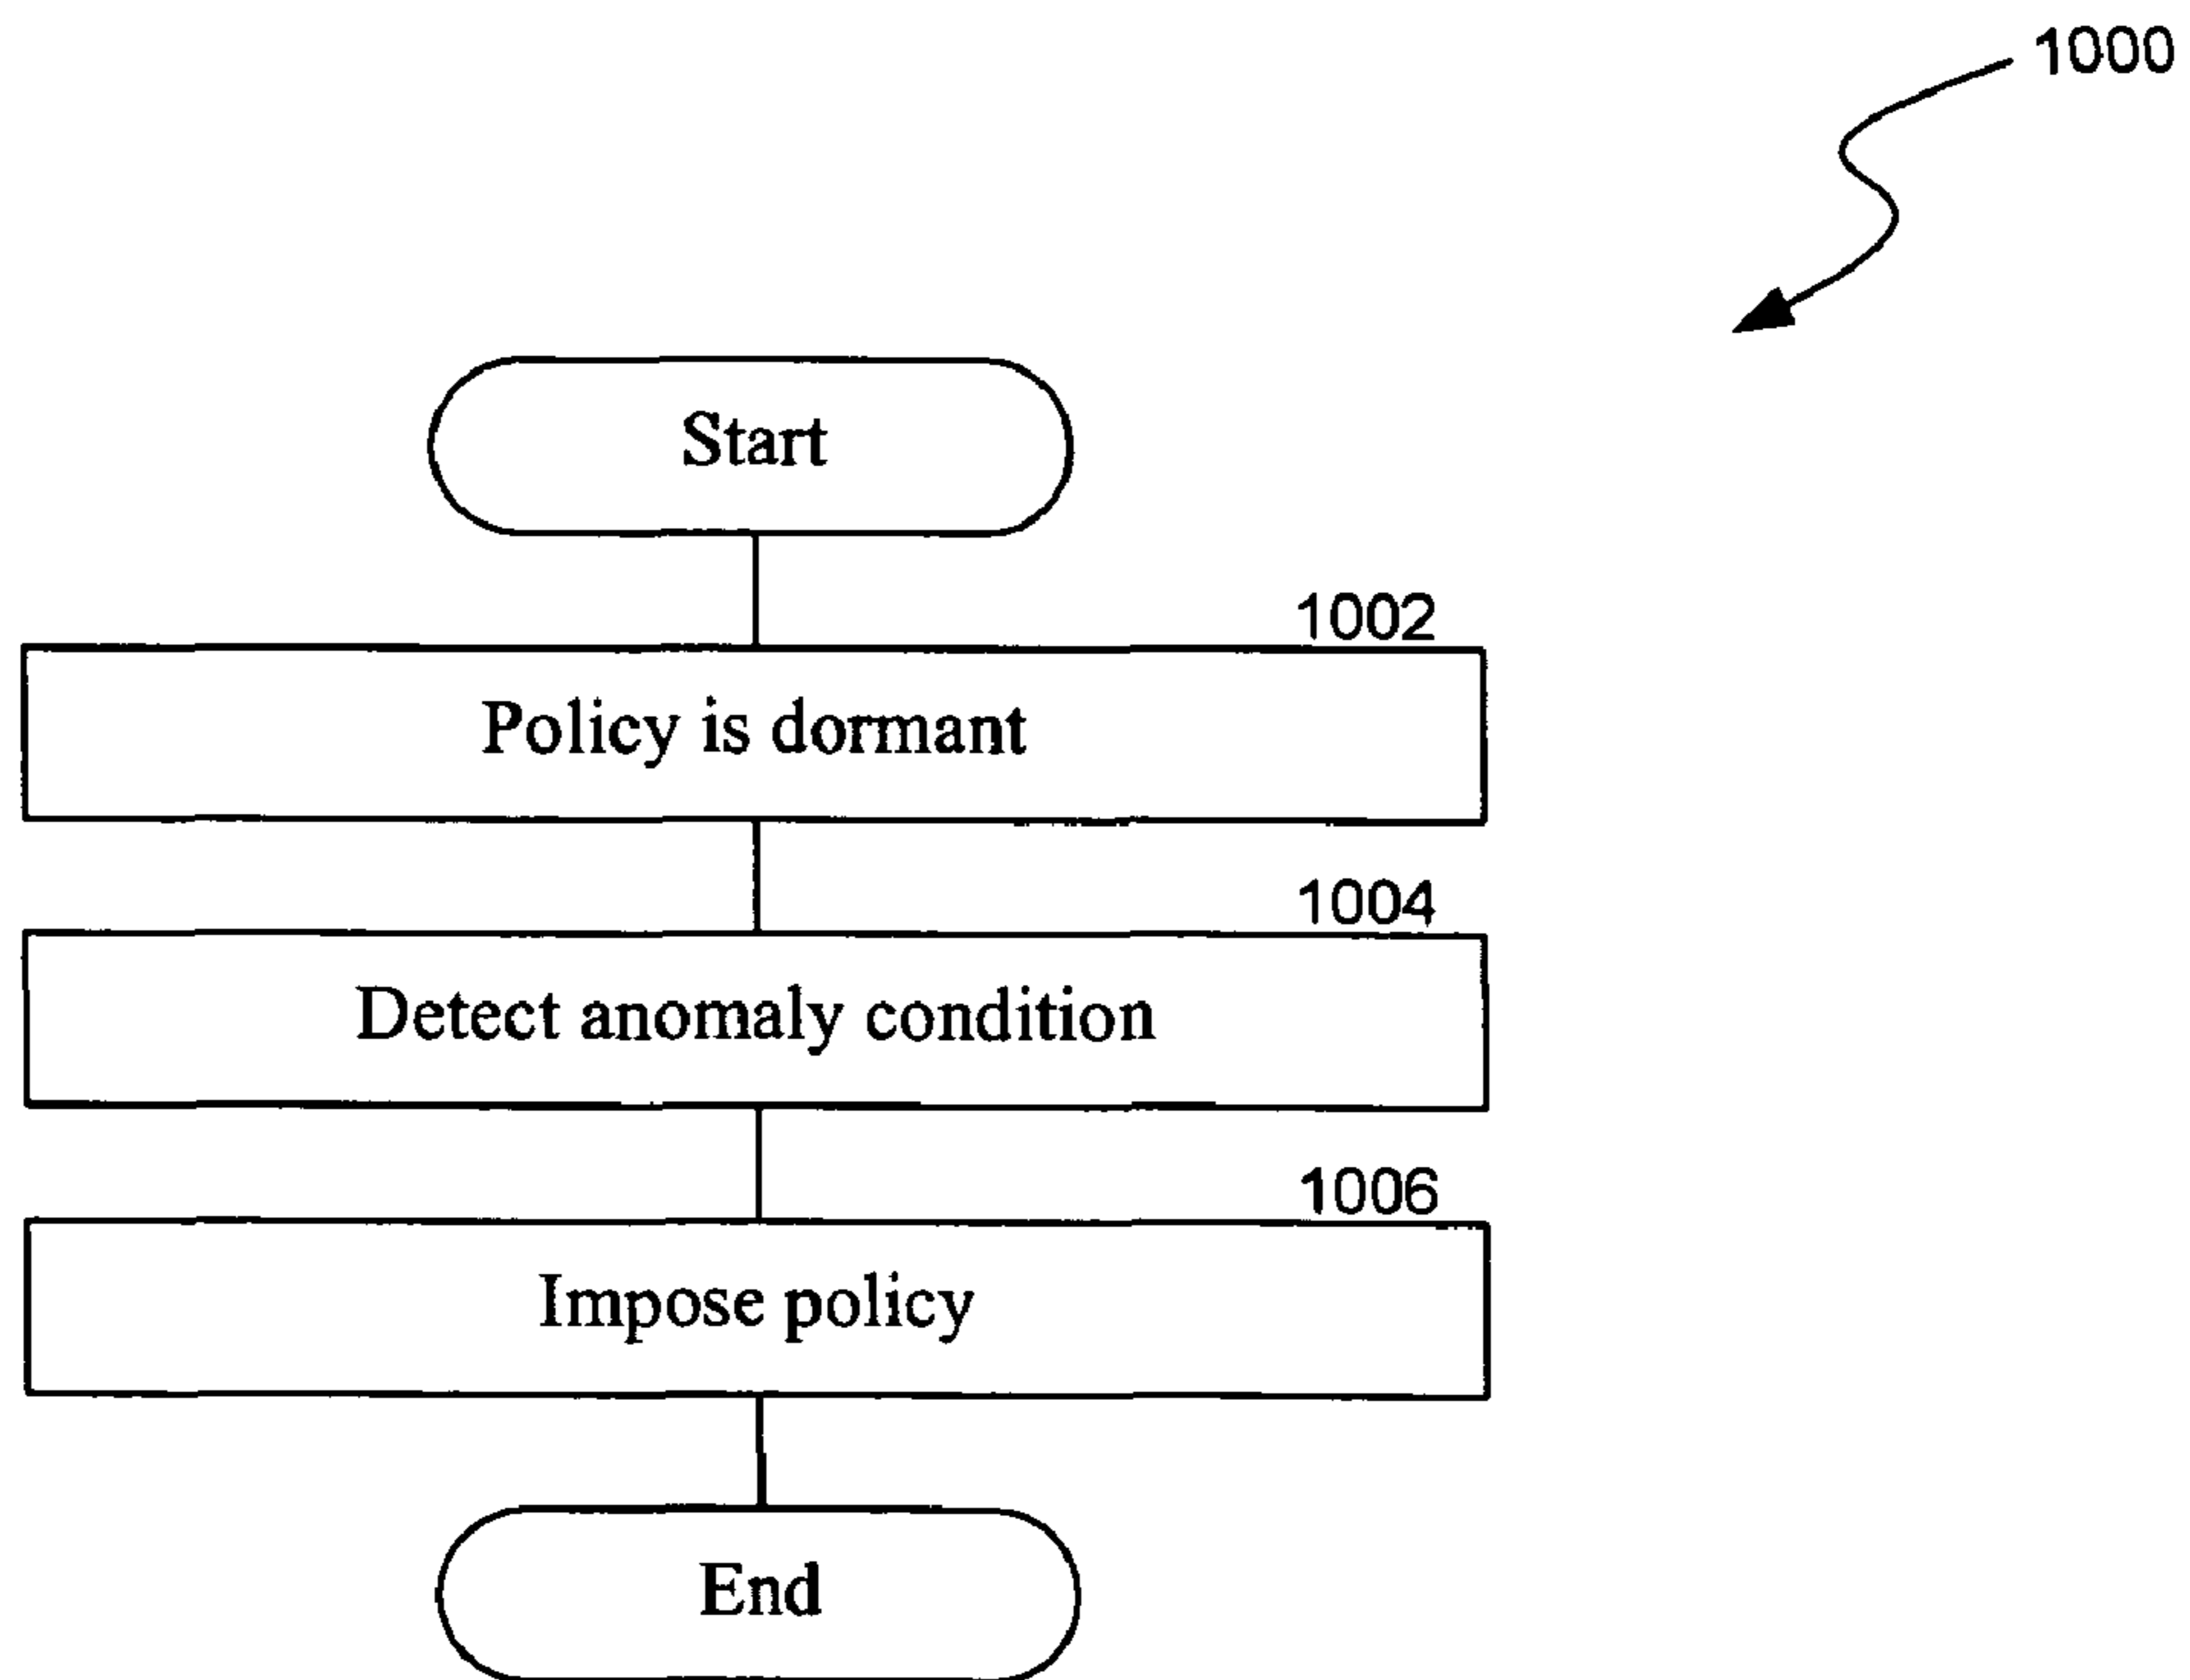 1000
Start
1002
Policy is dormant
1004
Detect anomaly condition
1006
Impose policy
End